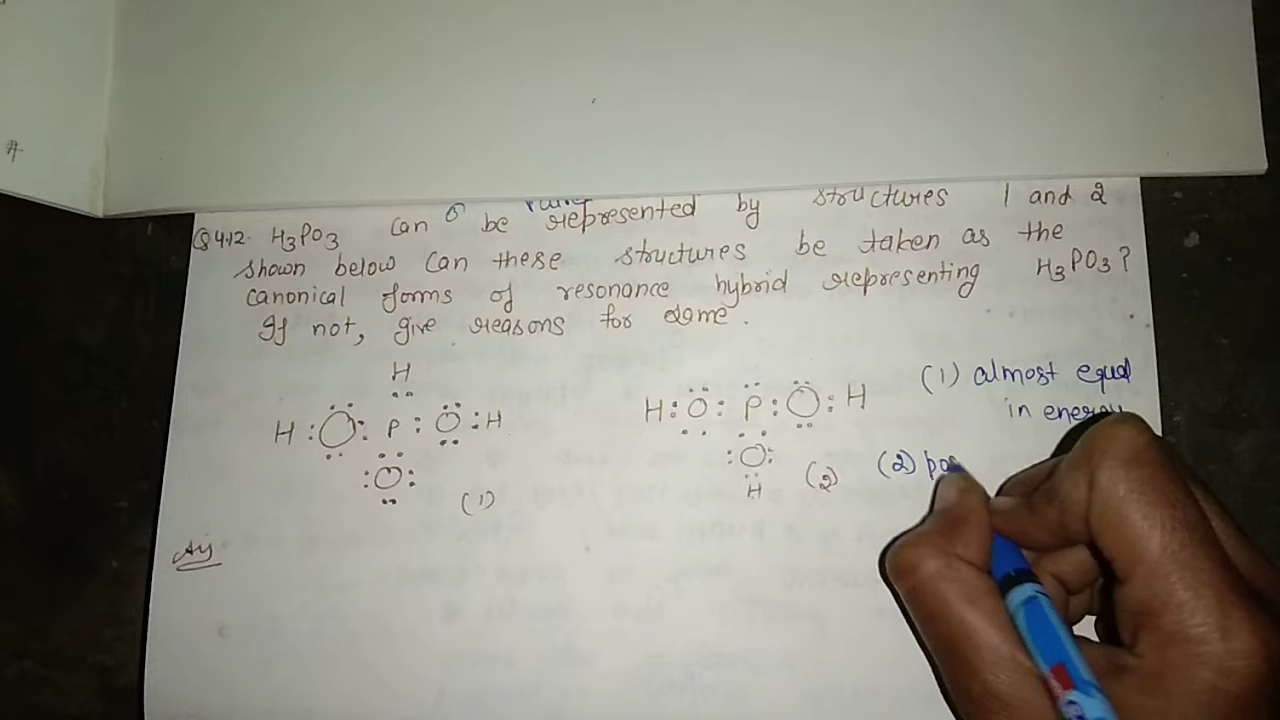 #
Q 4.12. H3PO3 can be represented by structures 1 and 2
shown below can these structures be taken as the
canonical forms of resonance hybrid representing H3PO3?
If not, give reasons for same.
H
H : O : P : O : H
: O :
(1)
H : O : P : O : H
: O :
H
(2)
(1) almost equal
in energy
(2) pos